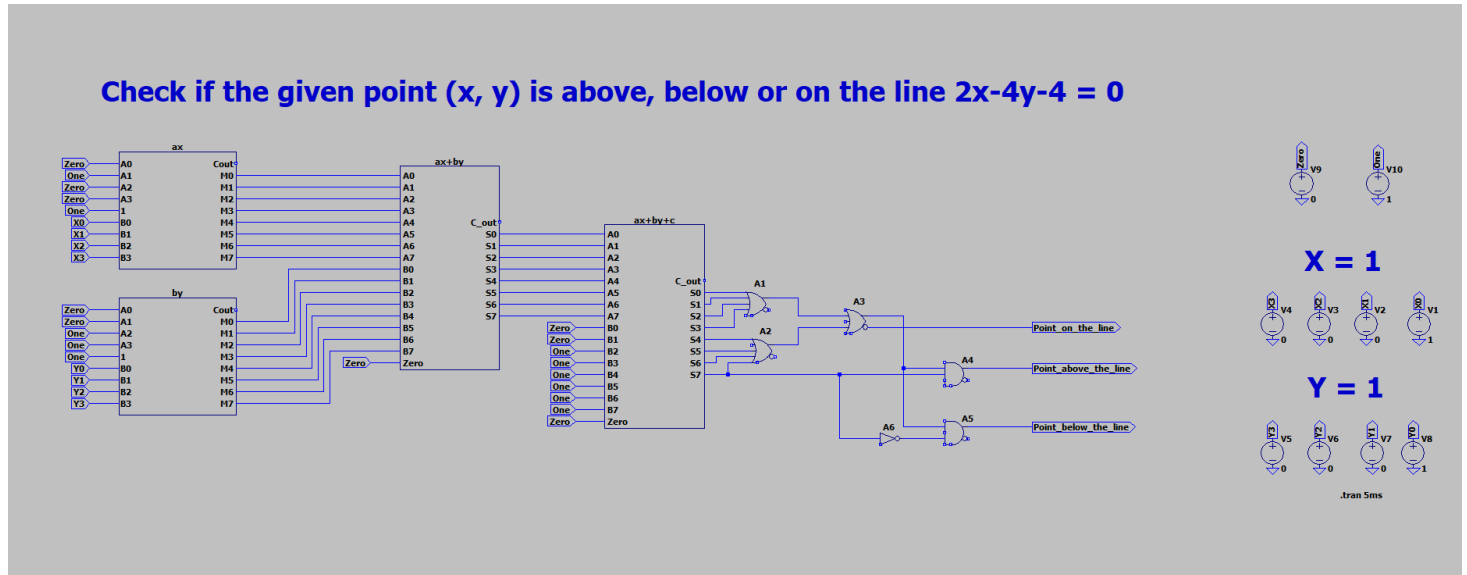 Check if the given point (x, y) is above, below or on the line 2x-4y-4 = 0
ax
Zero A0 Cout
One A1 M0
Zero A2 M1
Zero A3 M2
One 1 M3
X0 B0 M4
X1 B1 M5
X2 B2 M6
X3 B3 M7
by
Zero A0 Cout
Zero A1 M0
One A2 M1
One A3 M2
One 1 M3
Y0 B0 M4
Y1 B1 M5
Y2 B2 M6
Y3 B3 M7
ax+by
A0
A1
A2
A3
A4 C_out
A5 S0
A6 S1
A7 S2
B0 S3
B1 S4
B2 S5
B3 S6
B4 S7
B5
B6
B7
Zero Zero
ax+by+c
A0
A1
A2
A3
A4 C_out
A5 S0
A6 S1
A7 S2
Zero B0 S3
Zero B1 S4
One B2 S5
One B3 S6
One B4 S7
One B5
One B6
One B7
Zero Zero
A1
A2
A3
A4
A5
A6
Point_on_the_line
Point_above_the_line
Point_below_the_line
Zero V9 0
One V10 1
X = 1
X3 V4 0
X2 V3 0
X1 V2 0
X0 V1 1
Y = 1
Y3 V5 0
Y2 V6 0
Y1 V7 0
Y0 V8 1
.tran 5ms